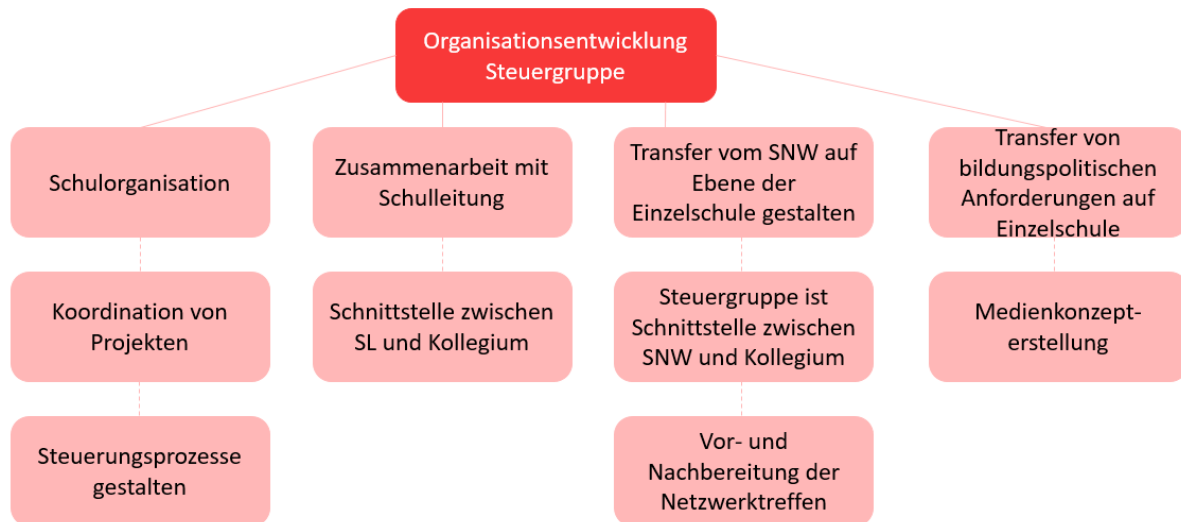 Organisationsentwicklung
Steuergruppe
Schulorganisation
Zusammenarbeit mit
Schulleitung
Transfer vom SNW auf
Ebene der
Einzelschule gestalten
Transfer von
bildungspolitischen
Anforderungen auf
Einzelschule
Koordination von
Projekten
Schnittstelle zwischen
SL und Kollegium
Steuergruppe ist
Schnittstelle zwischen
SNW und Kollegium
Medienkonzept-
erstellung
Steuerungsprozesse
gestalten
Vor- und
Nachbereitung der
Netzwerktreffen